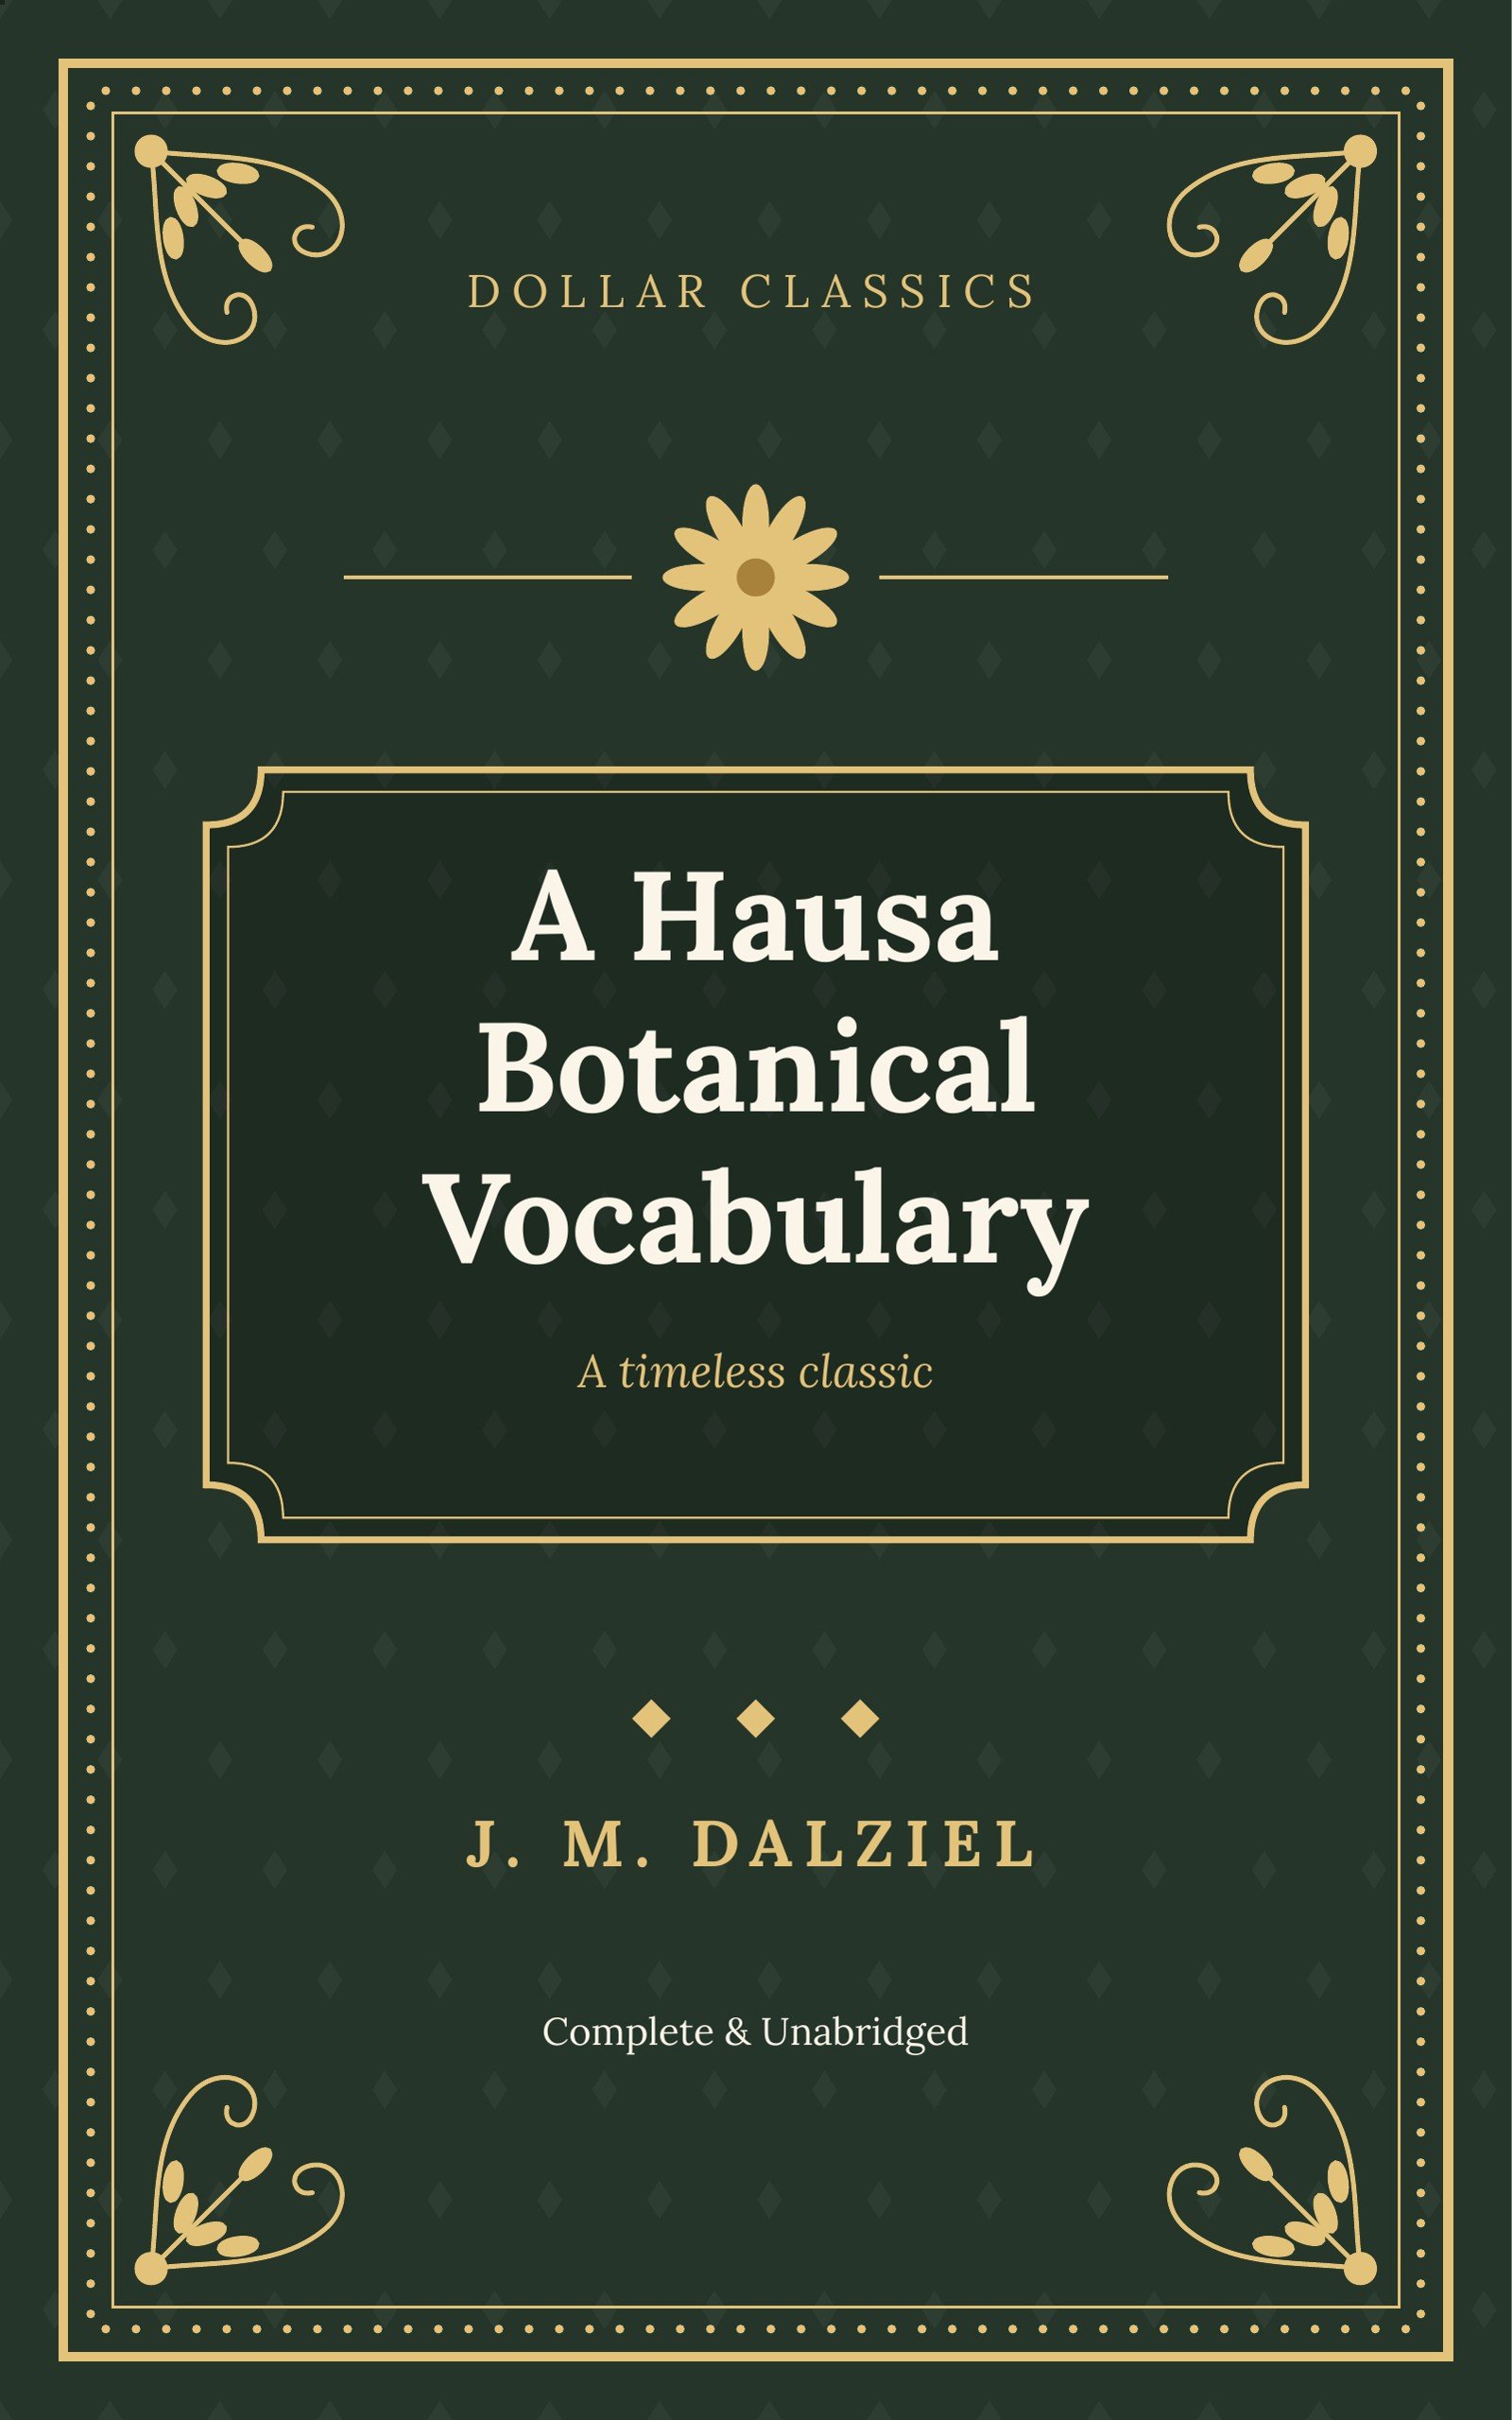 DOLLAR CLASSICS
A Hausa
Botanical
Vocabulary
A timeless classic
J. M. DALZIEL
Complete & Unabridged